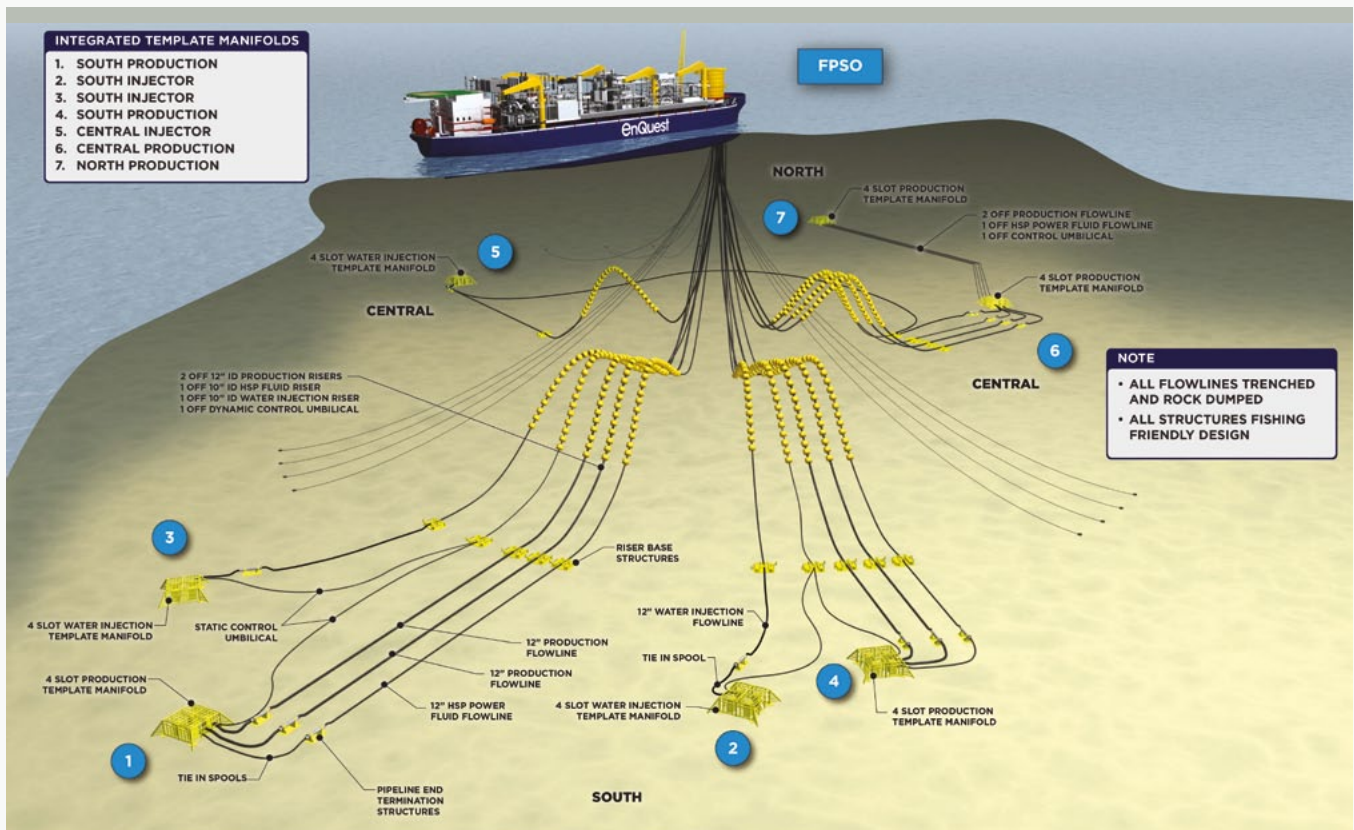 INTEGRATED TEMPLATE MANIFOLDS
1. SOUTH PRODUCTION
2. SOUTH INJECTOR
3. SOUTH INJECTOR
4. SOUTH PRODUCTION
5. CENTRAL INJECTOR
6. CENTRAL PRODUCTION
7. NORTH PRODUCTION
FPSO
enQuest
NORTH
7
4 SLOT PRODUCTION
TEMPLATE MANIFOLD
2 OFF PRODUCTION FLOWLINE
1 OFF HSP POWER FLUID FLOWLINE
1 OFF CONTROL UMBILICAL
5
4 SLOT WATER INJECTION
TEMPLATE MANIFOLD
CENTRAL
4 SLOT PRODUCTION
TEMPLATE MANIFOLD
6
CENTRAL
NOTE
• ALL FLOWLINES TRENCHED
AND ROCK DUMPED
• ALL STRUCTURES FISHING
FRIENDLY DESIGN
2 OFF 12" ID PRODUCTION RISERS
1 OFF 10" ID HSP FLUID RISER
1 OFF 10" ID WATER INJECTION RISER
1 OFF DYNAMIC CONTROL UMBILICAL
3
RISER BASE
STRUCTURES
4 SLOT WATER INJECTION
TEMPLATE MANIFOLD
STATIC CONTROL
UMBILICAL
12" PRODUCTION
FLOWLINE
12" PRODUCTION
FLOWLINE
12" HSP POWER
FLUID FLOWLINE
4 SLOT PRODUCTION
TEMPLATE MANIFOLD
1
TIE IN SPOOLS
PIPELINE END
TERMINATION
STRUCTURES
12" WATER INJECTION
FLOWLINE
TIE IN SPOOL
4 SLOT WATER INJECTION
TEMPLATE MANIFOLD
2
4
4 SLOT PRODUCTION
TEMPLATE MANIFOLD
SOUTH